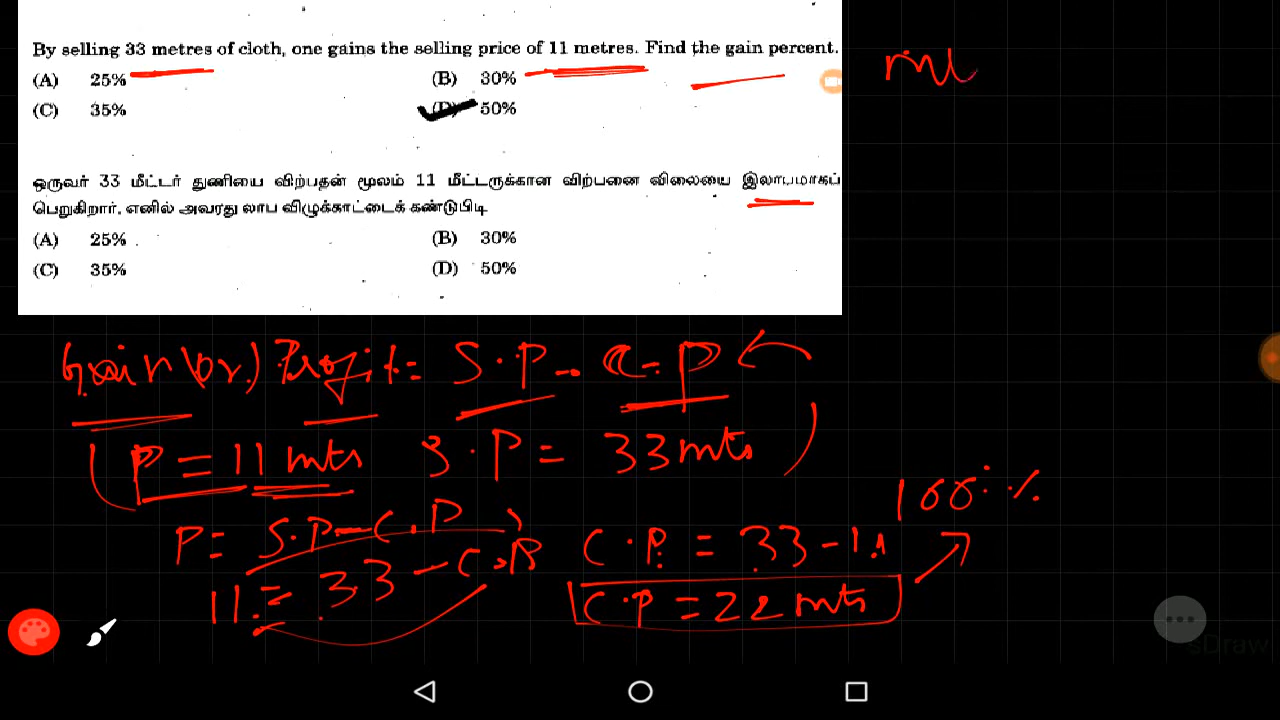 By selling 33 metres of cloth, one gains the selling price of 11 metres. Find the gain percent.
(A) 25% (B) 30%
(C) 35% (D) 50%
ஒருவர் 33 மீட்டர் துணியை விற்பதன் மூலம் 11 மீட்டருக்கான விற்பனை விலையை இலாபமாகப்
பெறுகிறார். எனில் அவரது லாப விழுக்காட்டைக் கண்டுபிடி
(A) 25% (B) 30%
(C) 35% (D) 50%
Gain (or) Profit = S.P - C.P
(P = 11 mts S.P = 33 mts)
100%
P = S.P - C.P C.P = 33 - 11
11 = 33 - C.P C.P = 22 mts
sDraw